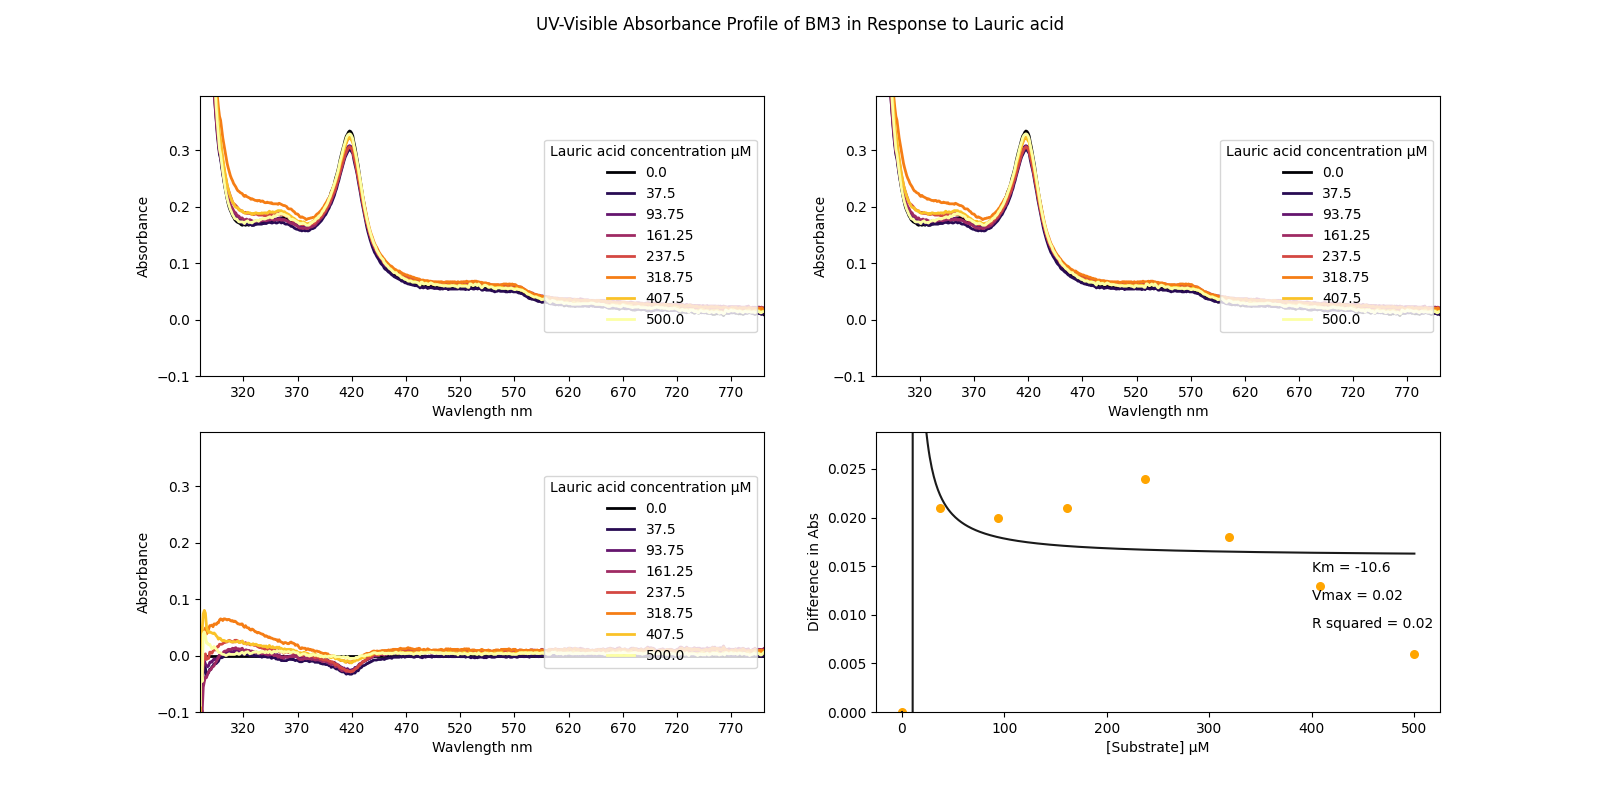 UV-Visible Absorbance Profile of BM3 in Response to Lauric acid
Absorbance
0.3
0.2
0.1
0.0
−0.1
320 370 420 470 520 570 620 670 720 770
Wavlength nm
Lauric acid concentration μM
0.0
37.5
93.75
161.25
237.5
318.75
407.5
500.0
Absorbance
0.3
0.2
0.1
0.0
−0.1
320 370 420 470 520 570 620 670 720 770
Wavlength nm
Lauric acid concentration μM
0.0
37.5
93.75
161.25
237.5
318.75
407.5
500.0
Absorbance
0.3
0.2
0.1
0.0
−0.1
320 370 420 470 520 570 620 670 720 770
Wavlength nm
Lauric acid concentration μM
0.0
37.5
93.75
161.25
237.5
318.75
407.5
500.0
Difference in Abs
0.025
0.020
0.015
0.010
0.005
0.000
0 100 200 300 400 500
[Substrate] μM
Km = -10.6
Vmax = 0.02
R squared = 0.02